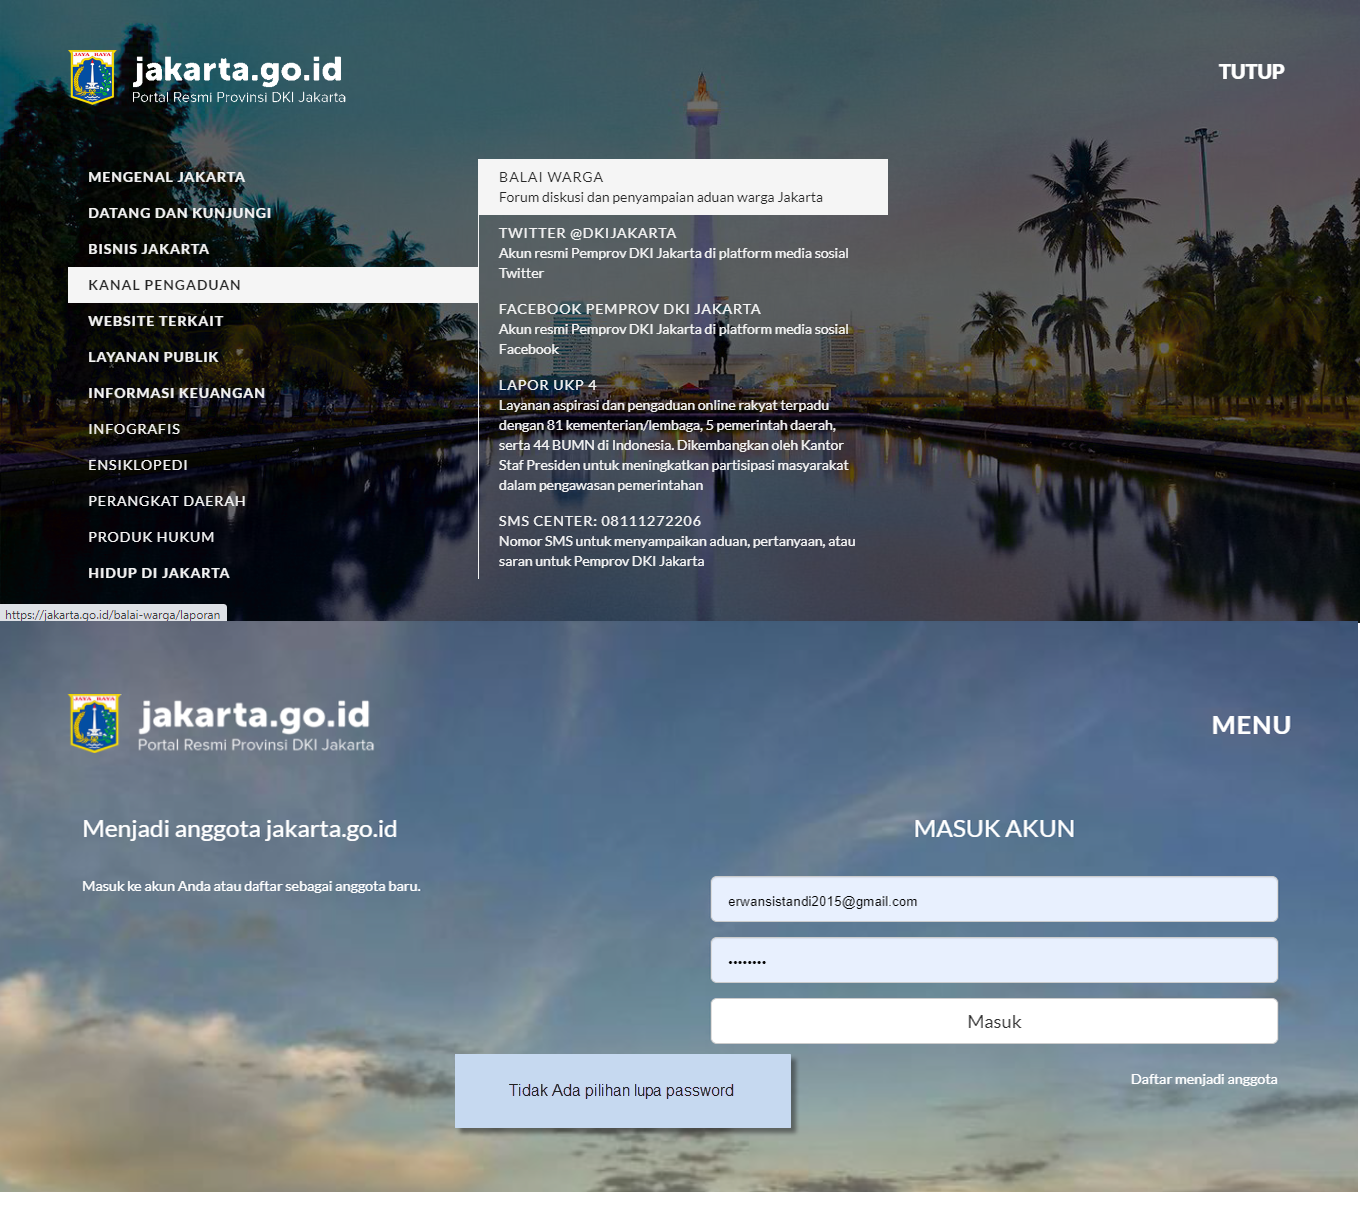 JAYA RAYA
jakarta.go.id
Portal Resmi Provinsi DKI Jakarta
TUTUP
MENGENAL JAKARTA
DATANG DAN KUNJUNGI
BISNIS JAKARTA
KANAL PENGADUAN
WEBSITE TERKAIT
LAYANAN PUBLIK
INFORMASI KEUANGAN
INFOGRAFIS
ENSIKLOPEDI
PERANGKAT DAERAH
PRODUK HUKUM
HIDUP DI JAKARTA
BALAI WARGA
Forum diskusi dan penyampaian aduan warga Jakarta
TWITTER @DKIJAKARTA
Akun resmi Pemprov DKI Jakarta di platform media sosial
Twitter
FACEBOOK PEMPROV DKI JAKARTA
Akun resmi Pemprov DKI Jakarta di platform media sosial
Facebook
LAPOR UKP 4
Layanan aspirasi dan pengaduan online rakyat terpadu
dengan 81 kementerian/lembaga, 5 pemerintah daerah,
serta 44 BUMN di Indonesia. Dikembangkan oleh Kantor
Staf Presiden untuk meningkatkan partisipasi masyarakat
dalam pengawasan pemerintahan
SMS CENTER: 08111272206
Nomor SMS untuk menyampaikan aduan, pertanyaan, atau
saran untuk Pemprov DKI Jakarta
https://jakarta.go.id/balai-warga/laporan
JAYA RAYA
jakarta.go.id
Portal Resmi Provinsi DKI Jakarta
MENU
Menjadi anggota jakarta.go.id
Masuk ke akun Anda atau daftar sebagai anggota baru.
MASUK AKUN
erwansistandi2015@gmail.com
••••••••
Masuk
Daftar menjadi anggota
Tidak Ada pilihan lupa password